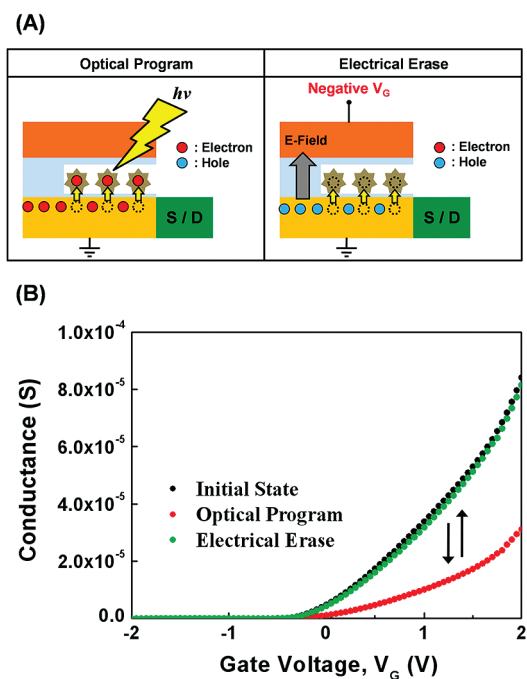 (A)
Optical Program
Electrical Erase
hν
Negative V_G
: Electron
: Hole
S / D
E-Field
: Electron
: Hole
S / D
(B)
Conductance (S)
1.0x10⁻⁴
8.0x10⁻⁵
6.0x10⁻⁵
4.0x10⁻⁵
2.0x10⁻⁵
0.0
Initial State
Optical Program
Electrical Erase
-2 -1 0 1 2
Gate Voltage, V_G (V)